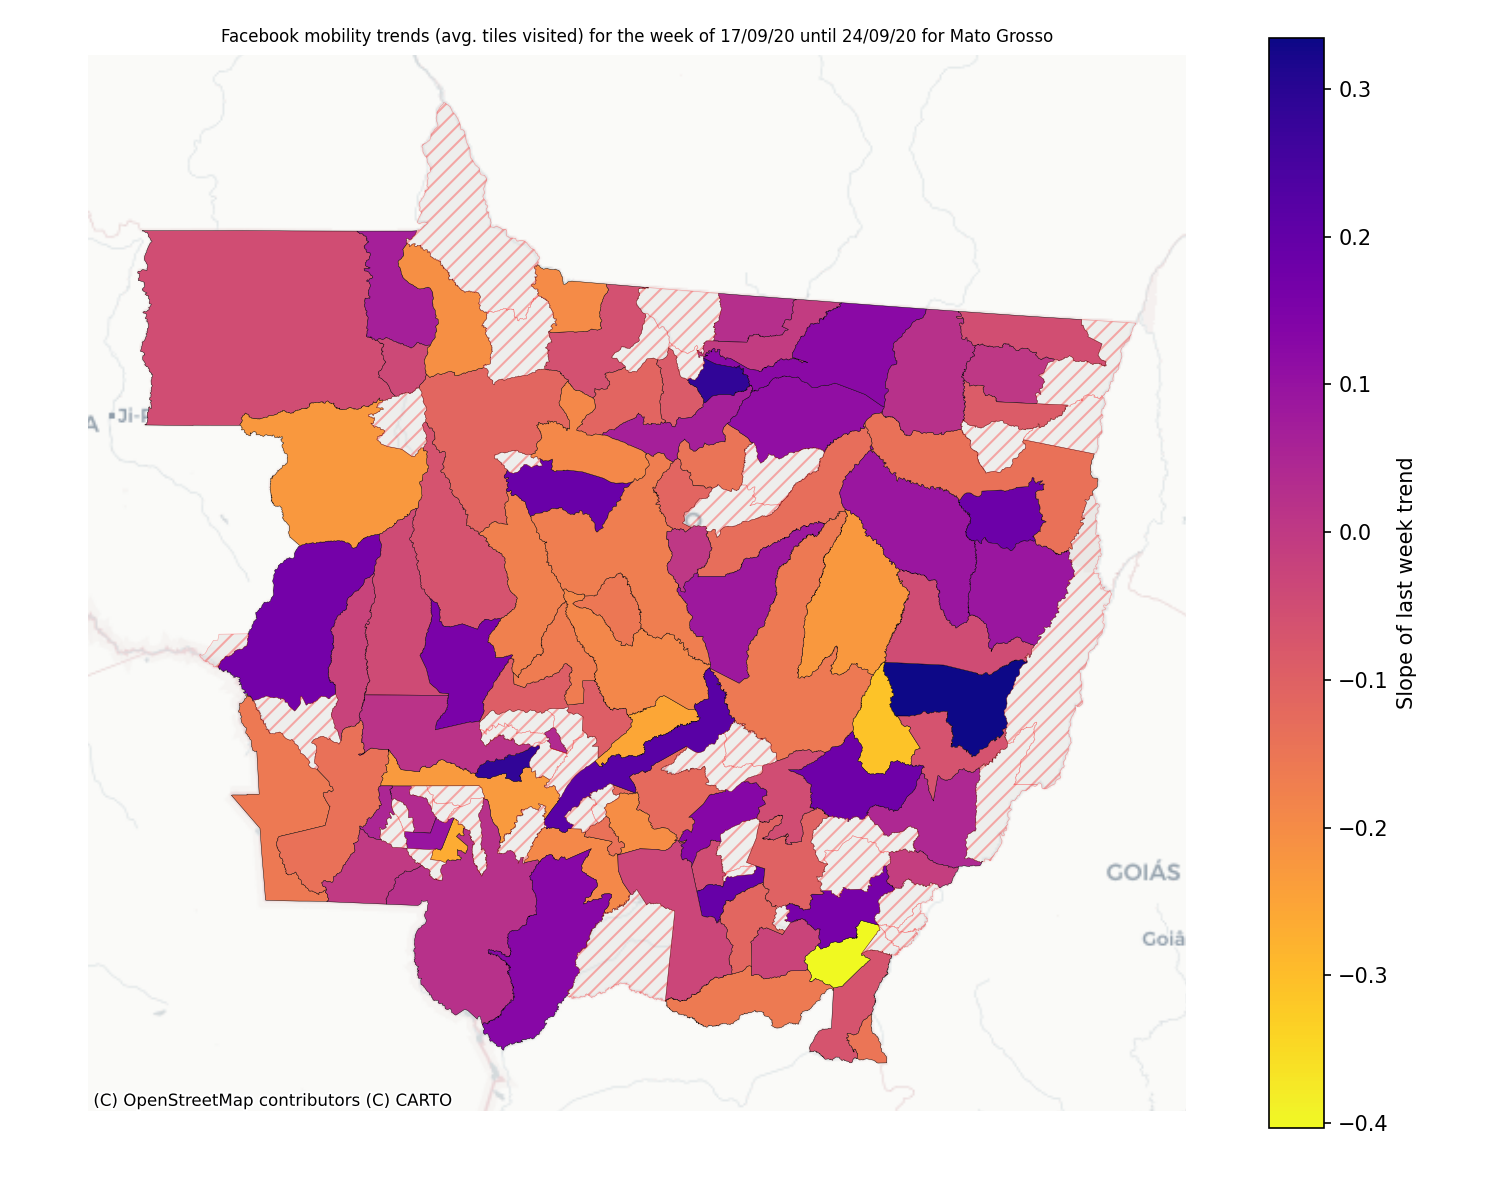 Facebook mobility trends (avg. tiles visited) for the week of 17/09/20 until 24/09/20 for Mato Grosso
0.3
0.2
0.1
0.0
−0.1
−0.2
−0.3
−0.4
Slope of last week trend
GOIÁS
(C) OpenStreetMap contributors (C) CARTO